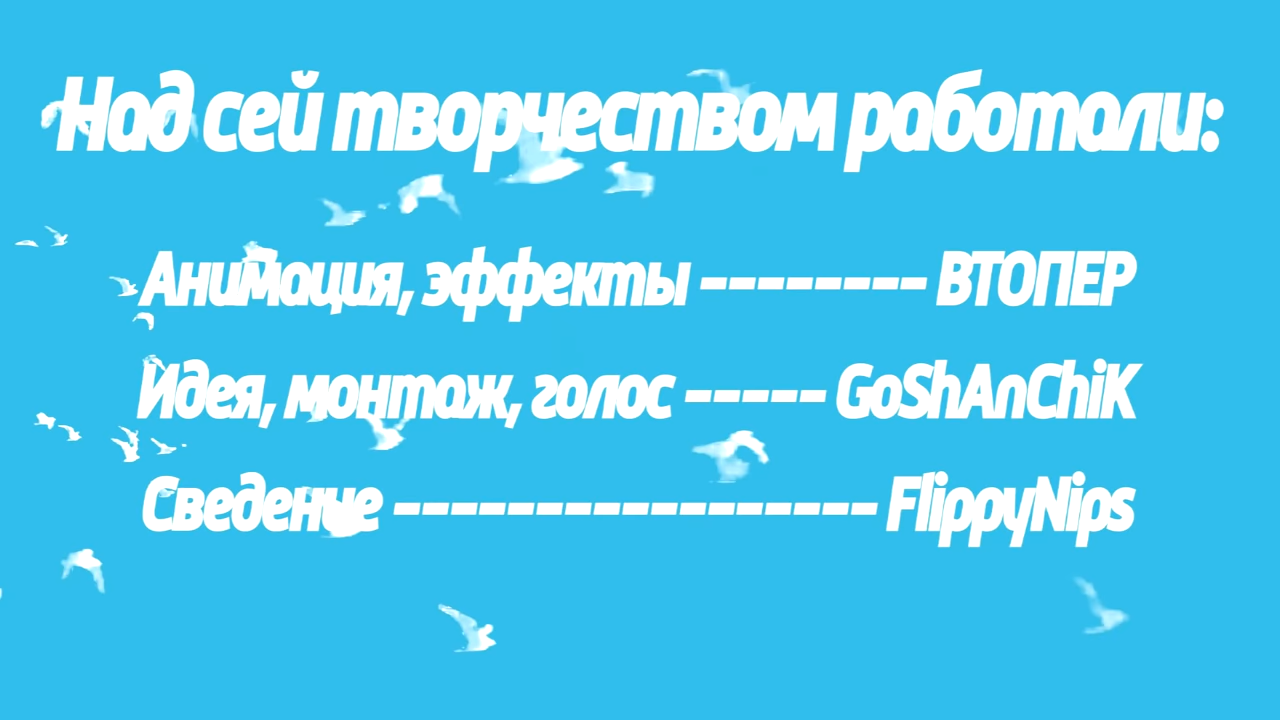 Над сей творчеством работали:
Анимация, эффекты -------- ВТОПЕР
Идея, монтаж, голос ----- GoShAnChiK
Сведение ----------------- FlippyNips